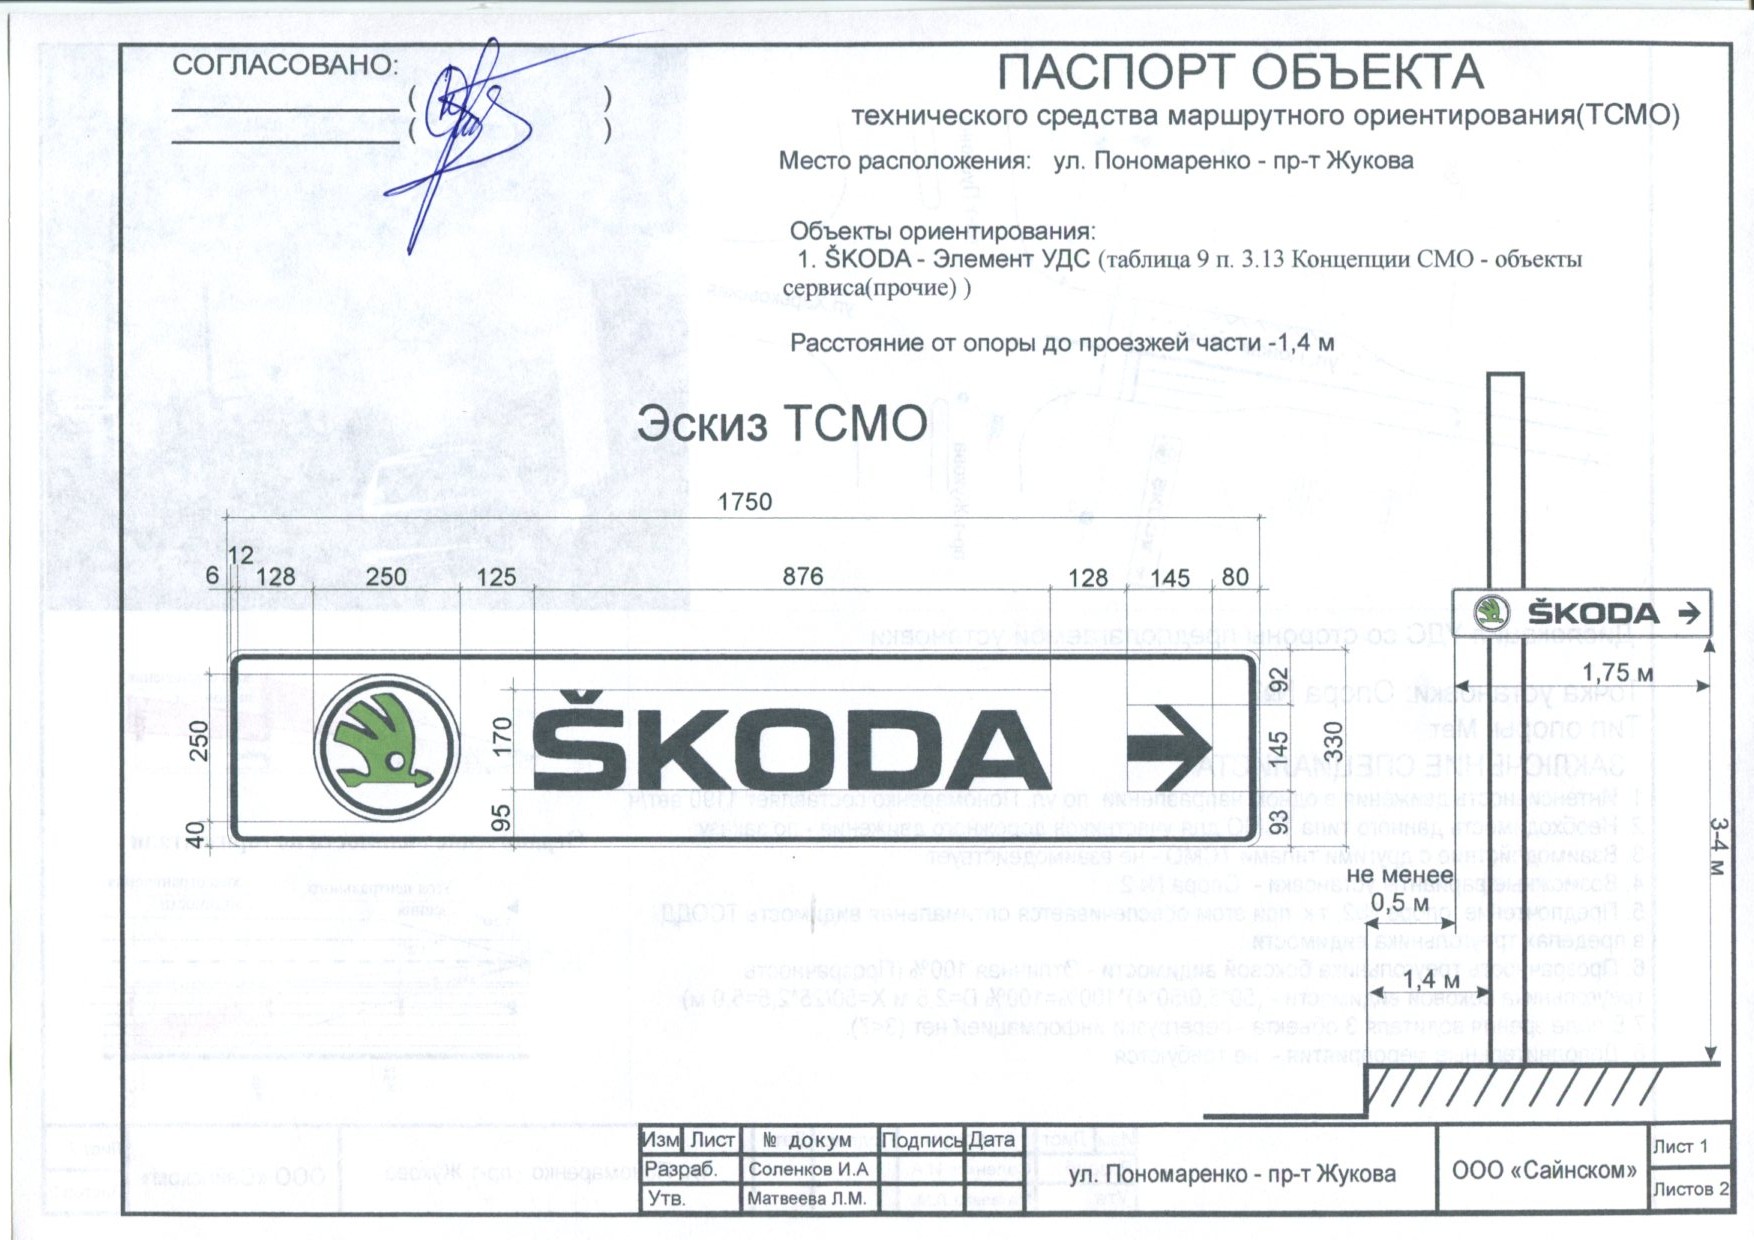 СОГЛАСОВАНО:
( )
( )
ПАСПОРТ ОБЪЕКТА
технического средства маршрутного ориентирования(ТСМО)
Место расположения: ул. Пономаренко - пр-т Жукова
Объекты ориентирования:
1. ŠKODA - Элемент УДС (таблица 9 п. 3.13 Концепции СМО - объекты
сервиса(прочие) )
Расстояние от опоры до проезжей части -1,4 м
Эскиз ТСМО
1750
12
6 128 250 125 876 128 145 80
250
40
170
95
ŠKODA
92
145
93
330
ŠKODA
1,75 м
3-4 м
не менее
0,5 м
1,4 м
Изм Лист № докум Подпись Дата
Разраб. Соленков И.А
Утв. Матвеева Л.М.
ул. Пономаренко - пр-т Жукова
ООО «Сайнском»
Лист 1
Листов 2